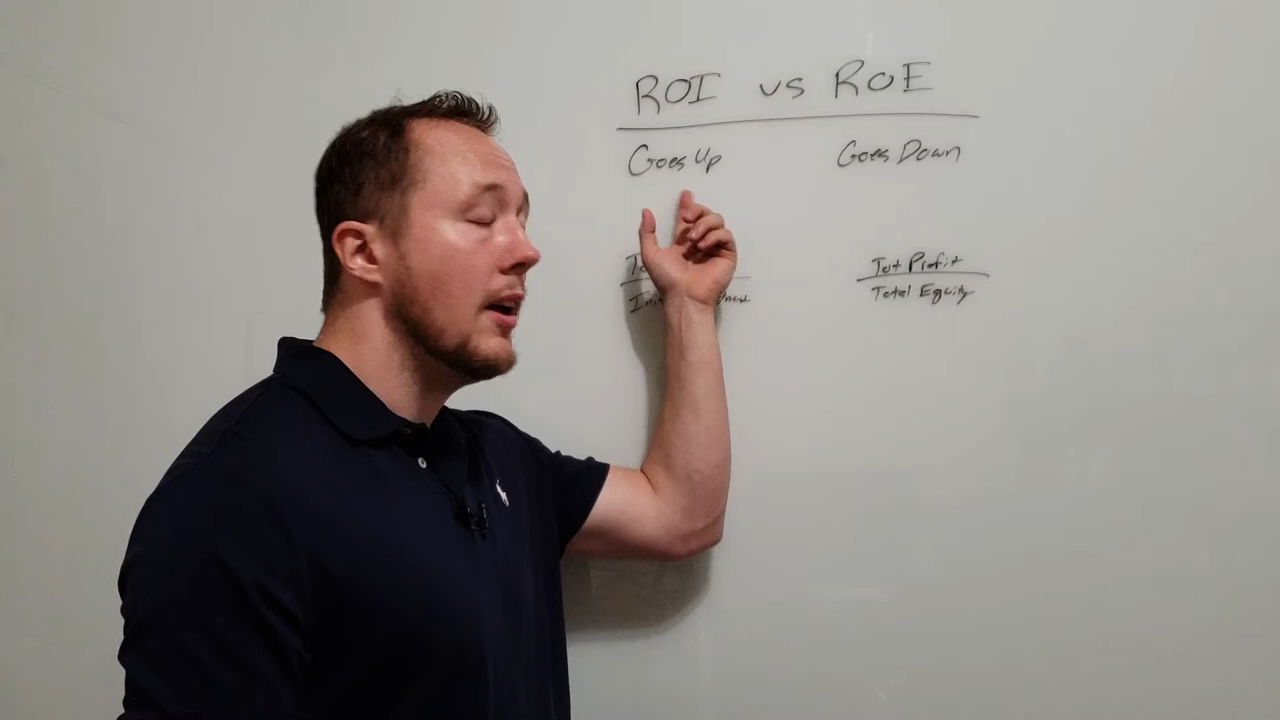 ROI vs ROE
Goes Up
Goes Down
Tot Profit
Total Equity